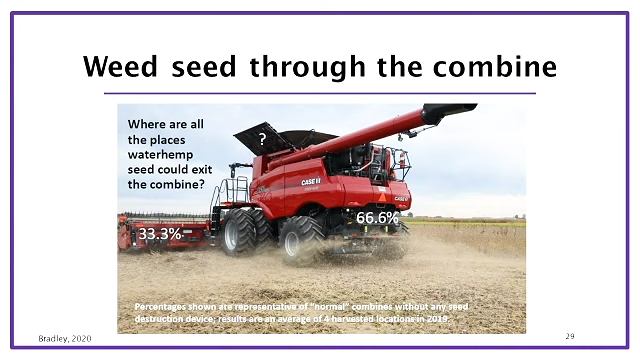 Weed seed through the combine
Where are all
the places
waterhemp
seed could exit
the combine?
?
CASE III
66.6%
33.3%
Percentages shown are representative of "normal" combines without any seed
destruction device; results are an average of 4 harvested locations in 2019
Bradley, 2020
29